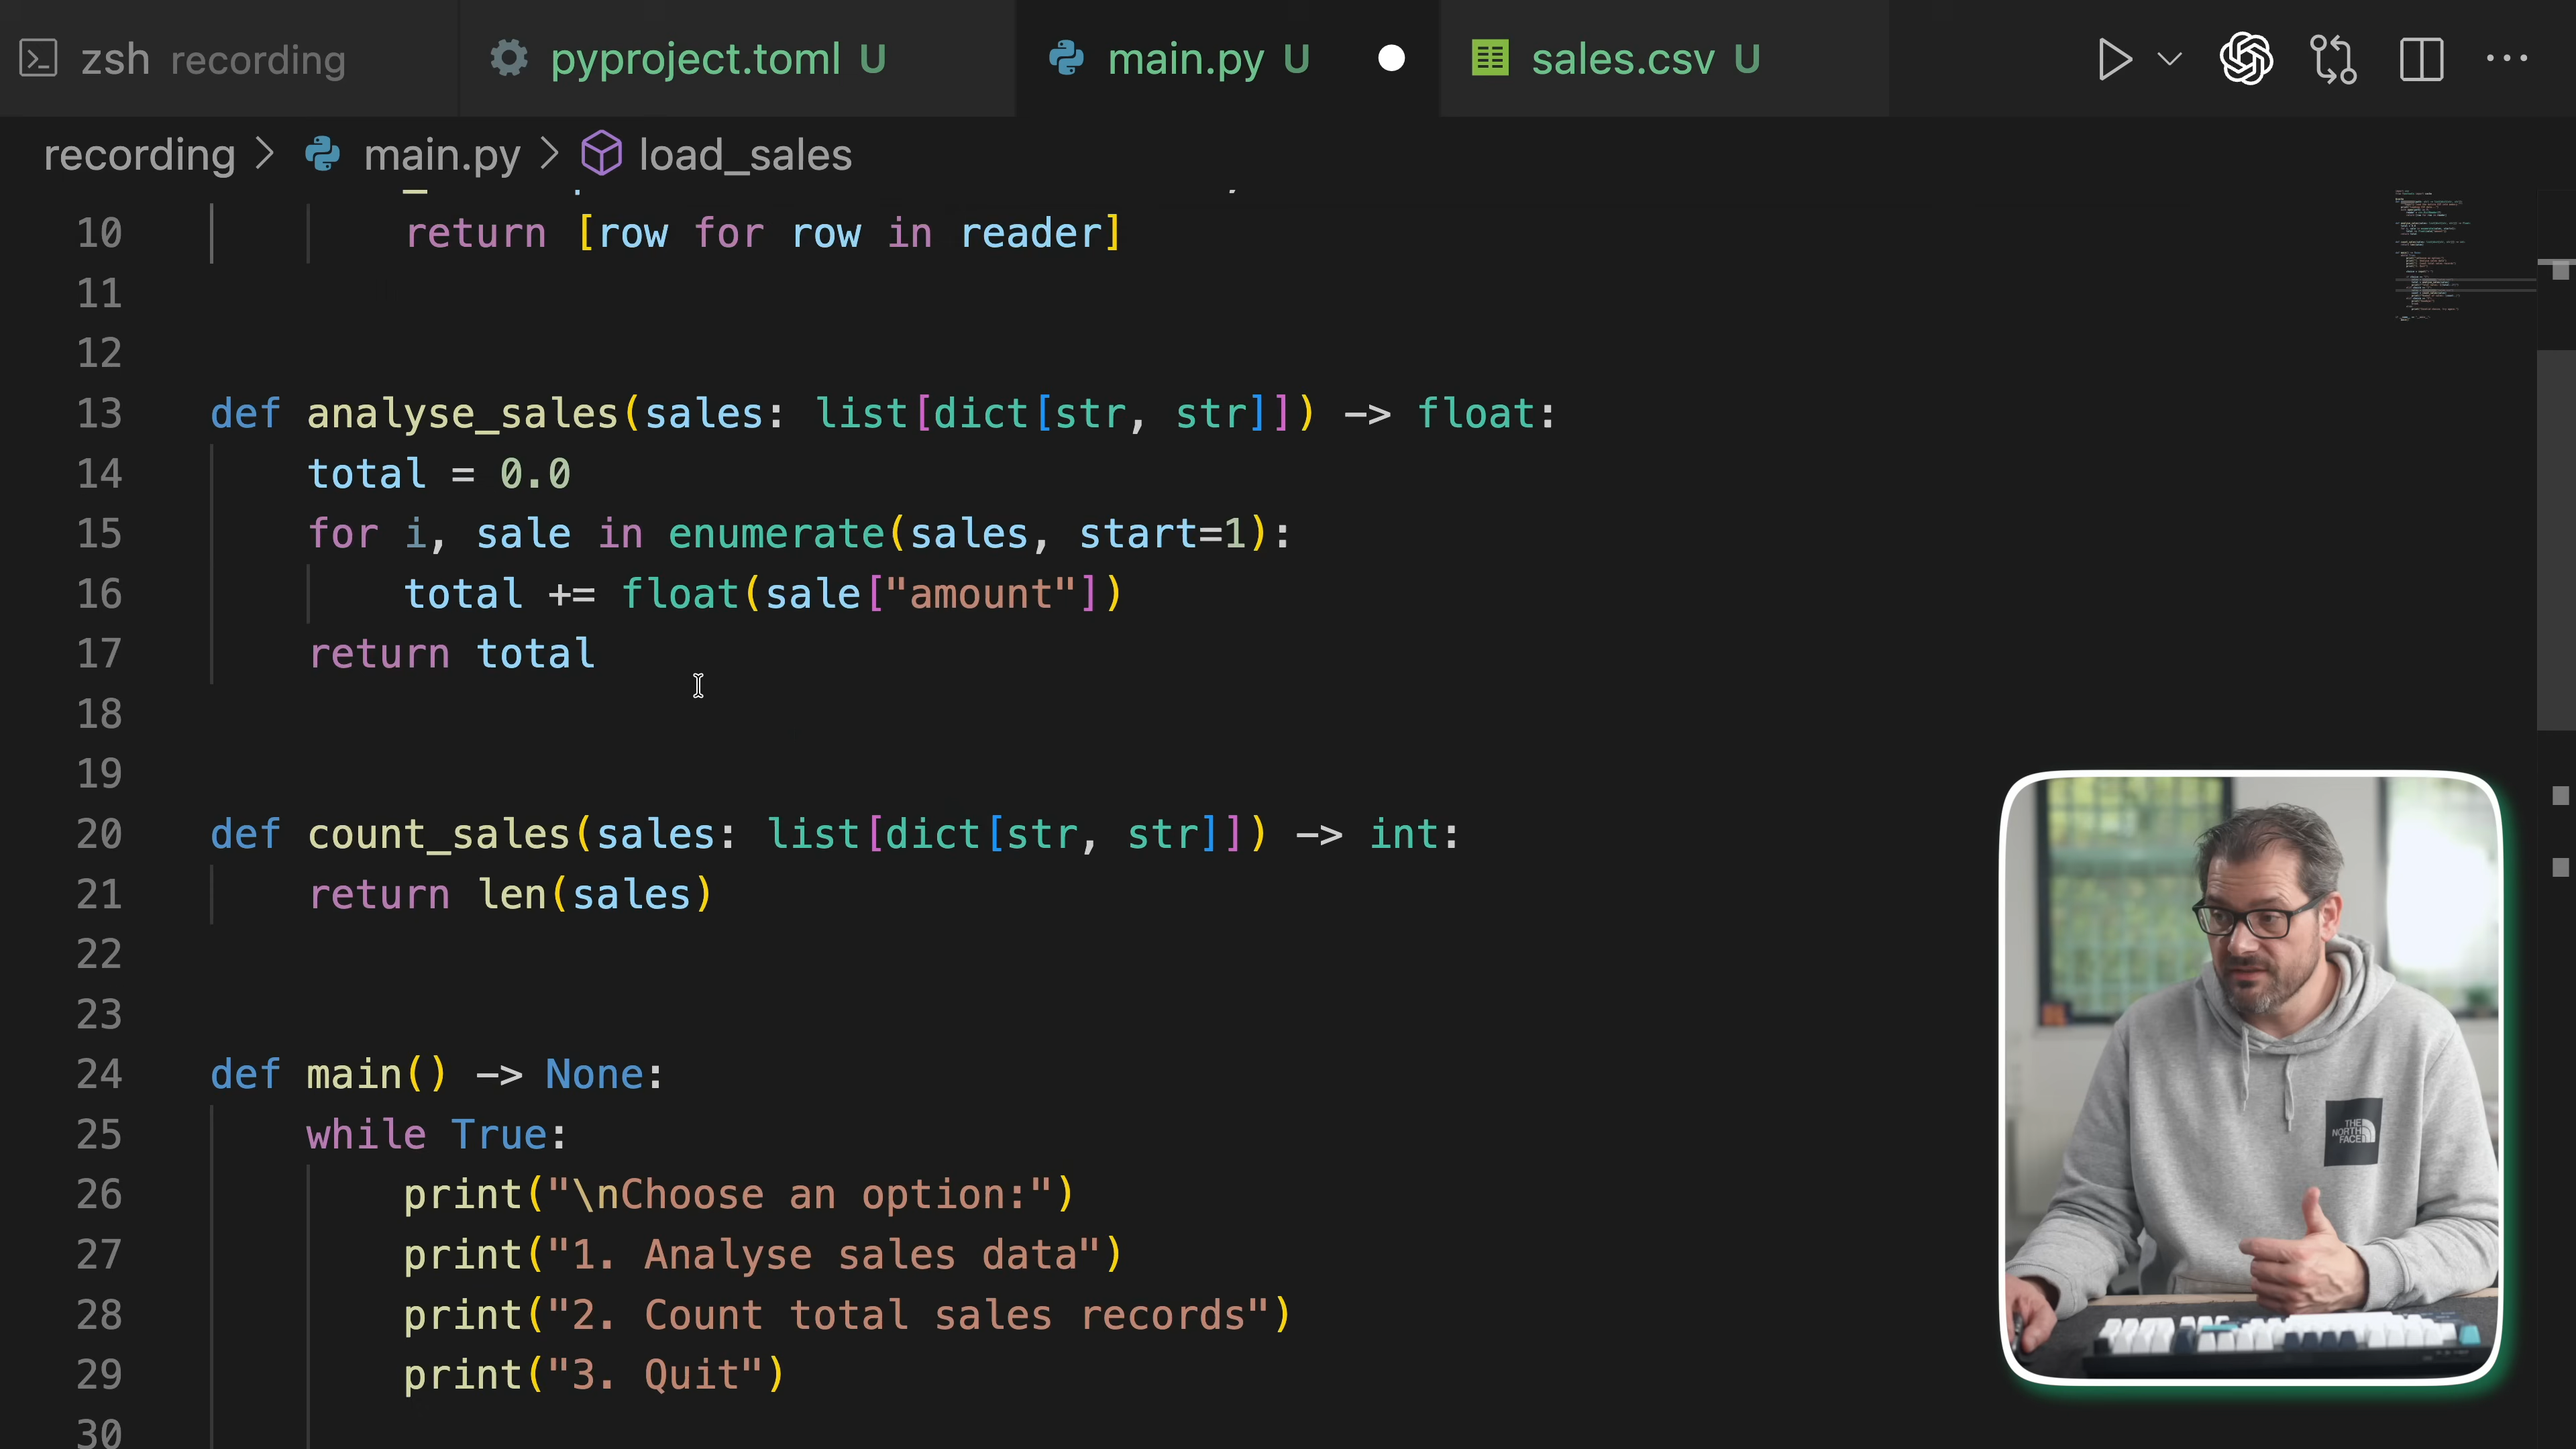 zsh recording
pyproject.toml U
main.py U
sales.csv U
recording > main.py > load_sales
10 return [row for row in reader]
11
12
13 def analyse_sales(sales: list[dict[str, str]]) -> float:
14 total = 0.0
15 for i, sale in enumerate(sales, start=1):
16 total += float(sale["amount"])
17 return total
18
19
20 def count_sales(sales: list[dict[str, str]]) -> int:
21 return len(sales)
22
23
24 def main() -> None:
25 while True:
26 print("\nChoose an option:")
27 print("1. Analyse sales data")
28 print("2. Count total sales records")
29 print("3. Quit")
30
THE
NORTH
FACE